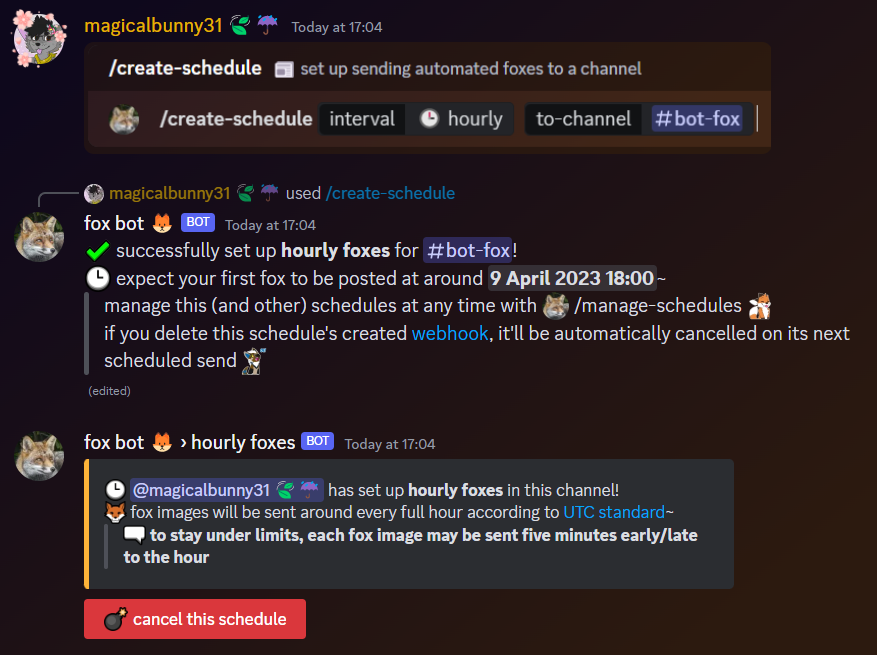 magicalbunny31 Today at 17:04
/create-schedule set up sending automated foxes to a channel
/create-schedule interval hourly to-channel #bot-fox
magicalbunny31 used /create-schedule
fox bot BOT Today at 17:04
successfully set up hourly foxes for #bot-fox!
expect your first fox to be posted at around 9 April 2023 18:00~
manage this (and other) schedules at any time with /manage-schedules
if you delete this schedule's created webhook, it'll be automatically cancelled on its next
scheduled send
(edited)
fox bot › hourly foxes BOT Today at 17:04
@magicalbunny31 has set up hourly foxes in this channel!
fox images will be sent around every full hour according to UTC standard~
to stay under limits, each fox image may be sent five minutes early/late
to the hour
cancel this schedule